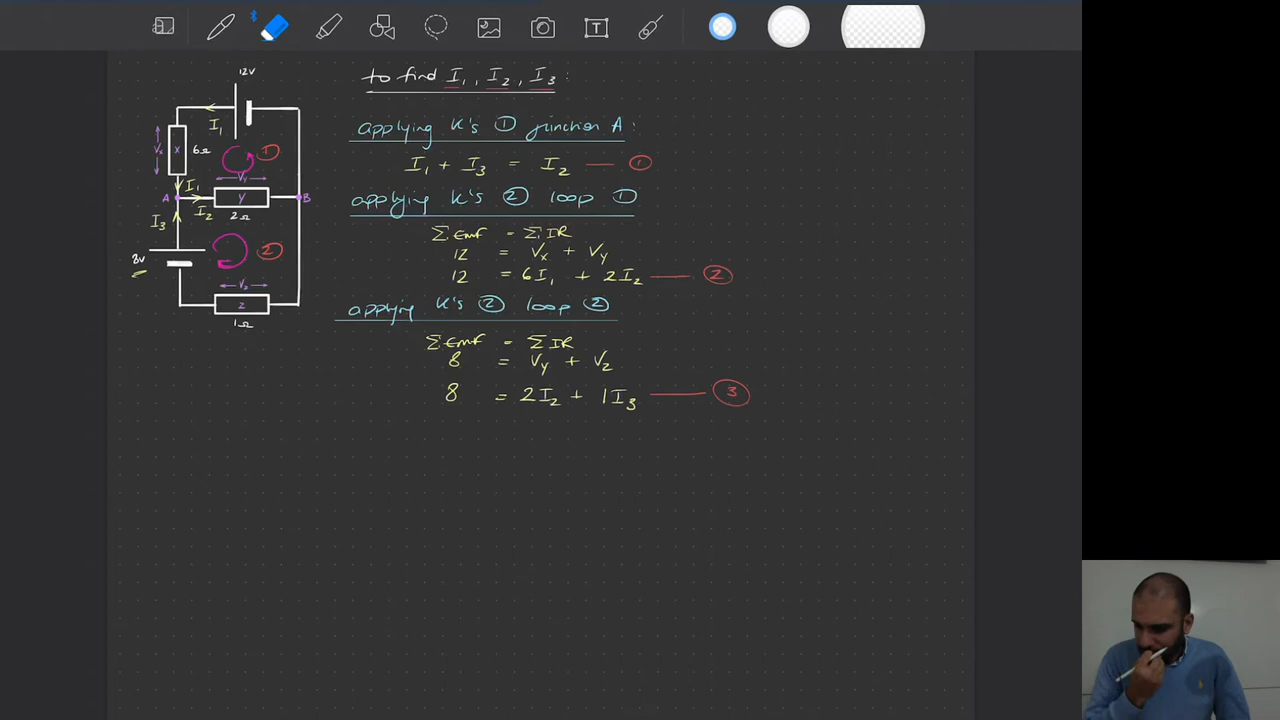 12V
I₁
Vx X 6Ω
I₁
Vy
A Y B
I₂ 2Ω
I₃
①
②
8V
Vz
Z
1Ω
to find I₁, I₂, I₃:
applying K's ① junction A:
I₁ + I₃ = I₂ — ①
applying K's ② loop ①
Σ Emf = Σ IR
12 = Vx + Vy
12 = 6I₁ + 2I₂ — ②
applying K's ② loop ②
Σ Emf = Σ IR
8 = Vy + Vz
8 = 2I₂ + 1I₃ — ③
T